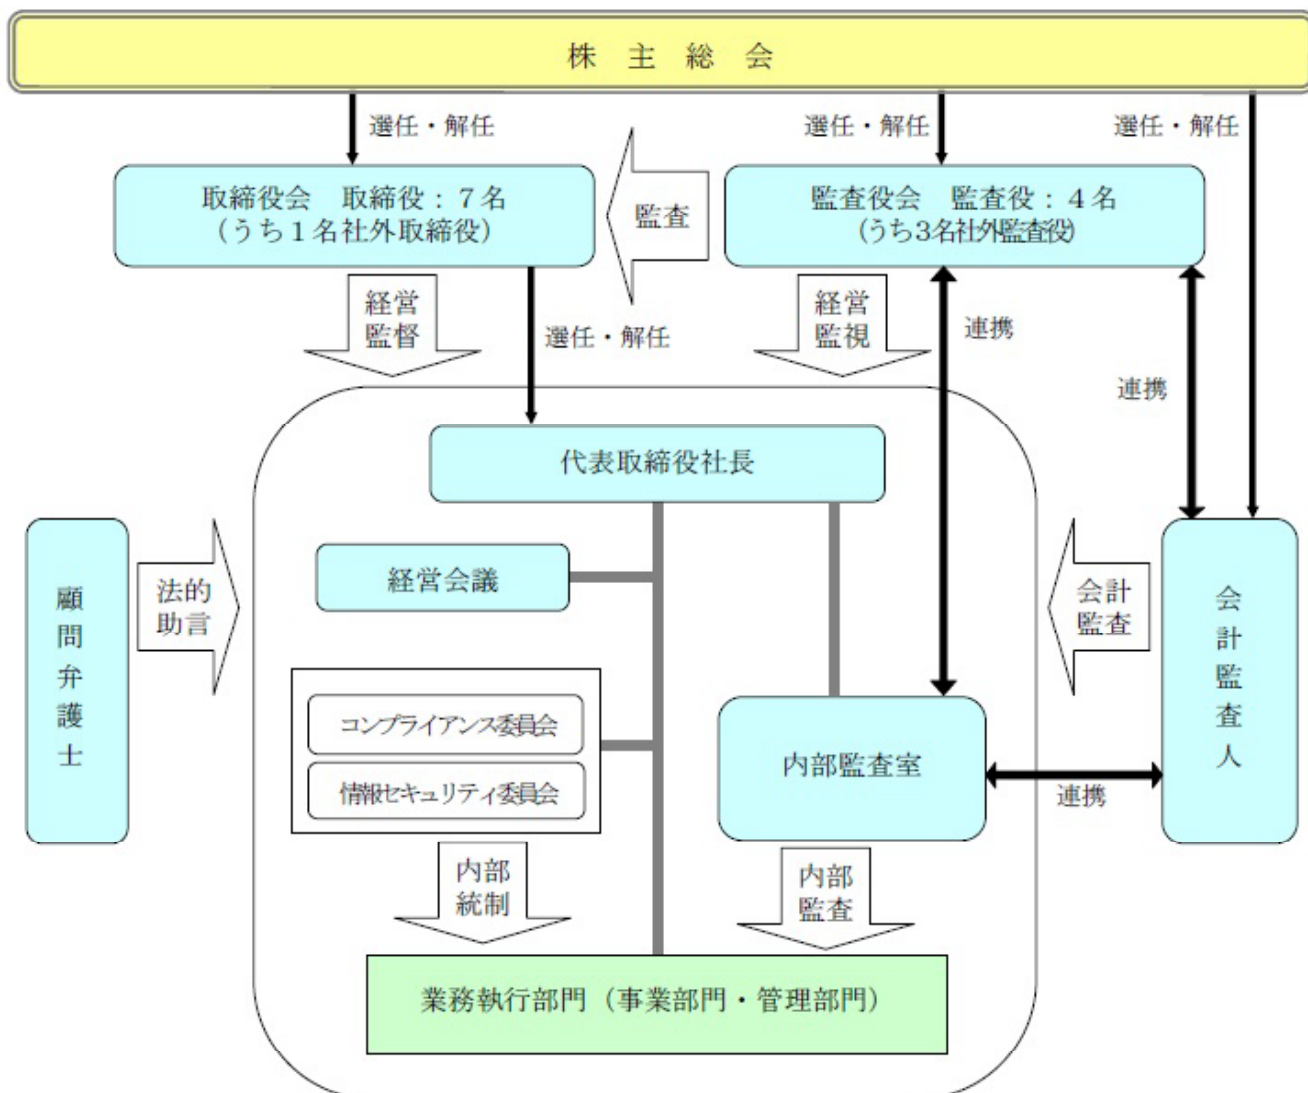 株 主 総 会
選任・解任
選任・解任
選任・解任
取締役会 取締役：７名
（うち１名社外取締役）
監査
監査役会 監査役：４名
（うち３名社外監査役）
経営
監督
選任・解任
経営
監視
連携
連携
代表取締役社長
顧問弁護士
法的
助言
経営会議
会計
監査
会計監査人
コンプライアンス委員会
情報セキュリティ委員会
内部監査室
連携
内部
統制
内部
監査
業務執行部門（事業部門・管理部門）